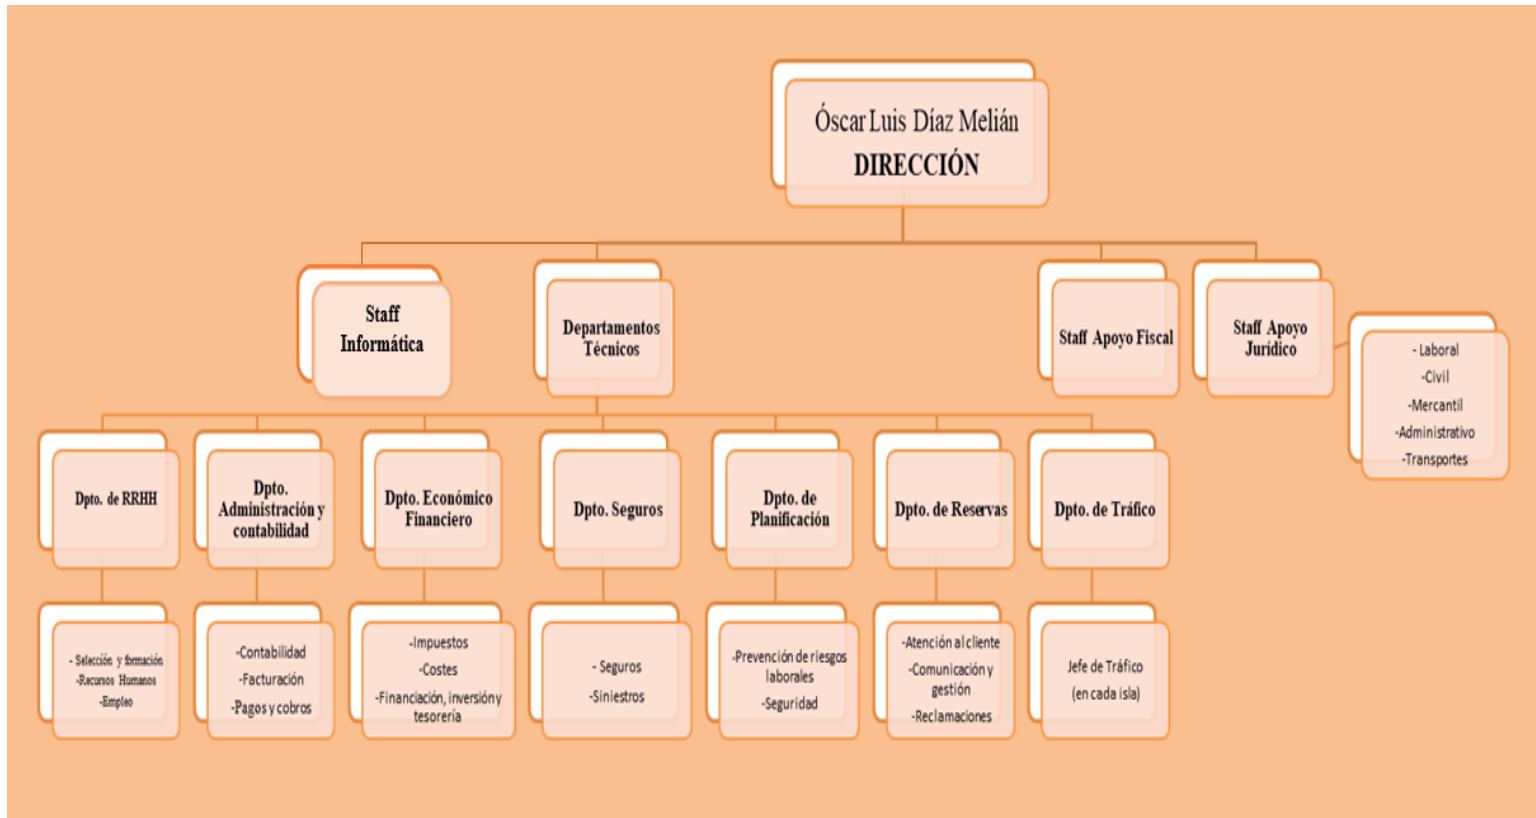 Óscar Luis Díaz Melián
DIRECCIÓN
Staff
Informática
Departamentos
Técnicos
Staff Apoyo Fiscal
Staff Apoyo
Jurídico
- Laboral
-Civil
-Mercantil
-Administrativo
-Transportes
Dpto. de RRHH
Dpto.
Administración y
contabilidad
Dpto. Económico
Financiero
Dpto. Seguros
Dpto. de
Planificación
Dpto. de Reservas
Dpto. de Tráfico
- Selección y formación
-Recursos Humanos
-Empleo
-Contabilidad
-Facturación
-Pagos y cobros
-Impuestos
-Costes
-Financiación, inversión y
tesorería
- Seguros
-Siniestros
-Prevención de riesgos
laborales
-Seguridad
-Atención al cliente
-Comunicación y
gestión
-Reclamaciones
Jefe de Tráfico
(en cada isla)